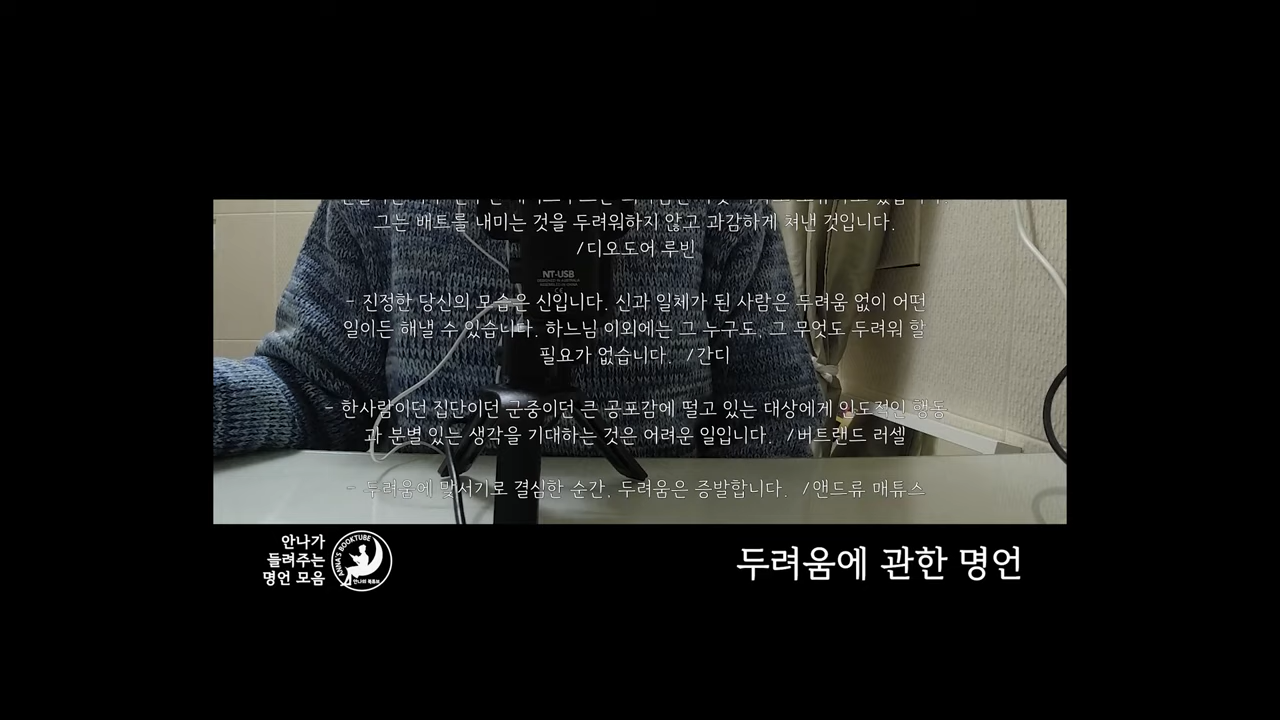 그는 배트를 내미는 것을 두려워하지 않고 과감하게 쳐낸 것입니다.
/디오도어 루빈
NT-USB
- 진정한 당신의 모습은 신입니다. 신과 일체가 된 사람은 두려움 없이 어떤
일이든 해낼 수 있습니다. 하느님 이외에는 그 누구도, 그 무엇도 두려워 할
필요가 없습니다. /간디
- 한사람이던 집단이던 군중이던 큰 공포감에 떨고 있는 대상에게 인도적인 행동
과 분별 있는 생각을 기대하는 것은 어려운 일입니다. /버트랜드 러셀
- 두려움에 맞서기로 결심한 순간, 두려움은 증발합니다. /앤드류 매튜스
안나가
들려주는
명언 모음
ANNA'S BOOKTUBE
두려움에 관한 명언